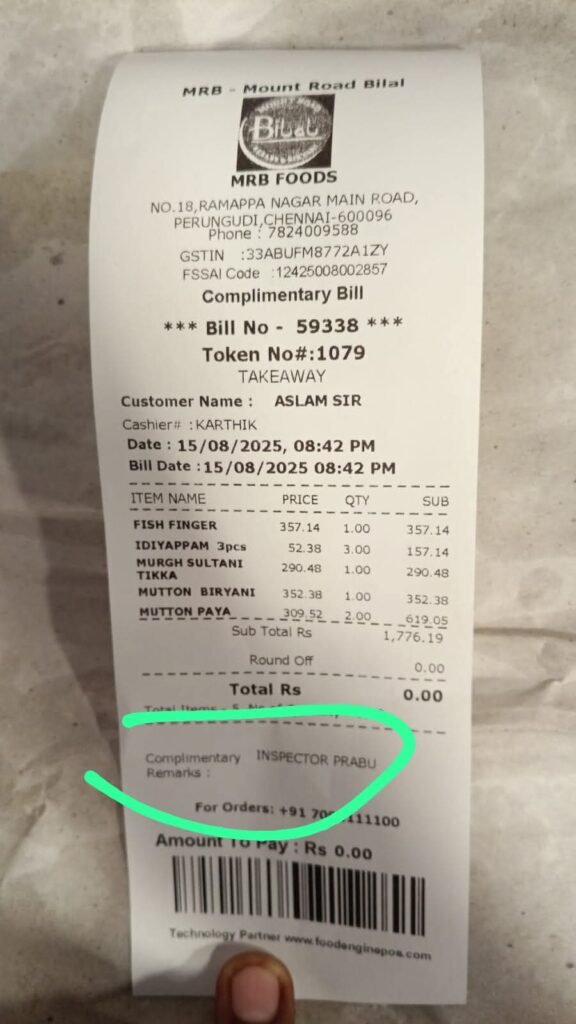 MRB - Mount Road Bilal
Bilal
MRB FOODS
NO.18,RAMAPPA NAGAR MAIN ROAD,
PERUNGUDI,CHENNAI-600096
Phone : 7824009588
GSTIN :33ABUFM8772A1ZY
FSSAI Code :12425008002857
Complimentary Bill
*** Bill No - 59338 ***
Token No#:1079
TAKEAWAY
Customer Name : ASLAM SIR
Cashier# : KARTHIK
Date : 15/08/2025, 08:42 PM
Bill Date : 15/08/2025 08:42 PM
ITEM NAME PRICE QTY SUB
FISH FINGER 357.14 1.00 357.14
IDIYAPPAM 3pcs 52.38 3.00 157.14
MURGH SULTANI 290.48 1.00 290.48
TIKKA
MUTTON BIRYANI 352.38 1.00 352.38
MUTTON PAYA 309.52 2.00 619.05
Sub Total Rs 1,776.19
Round Off 0.00
Total Rs 0.00
Total Items - 5,
Complimentary INSPECTOR PRABU
Remarks :
For Orders: +91
Amount To Pay : Rs 0.00
Technology Partner www.foodenginepos.com